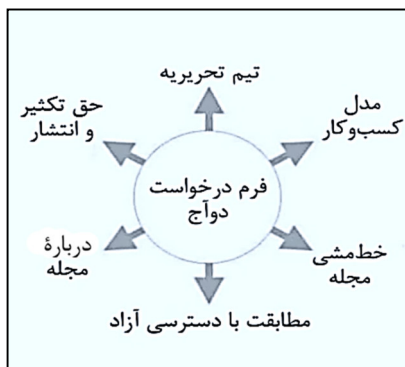 تیم تحریریه
مدل
کسب‌وکار
حق تکثیر
و انتشار
فرم درخواست
دوآج
خط‌مشی
مجله
دربارهٔ
مجله
مطابقت با دسترسی آزاد